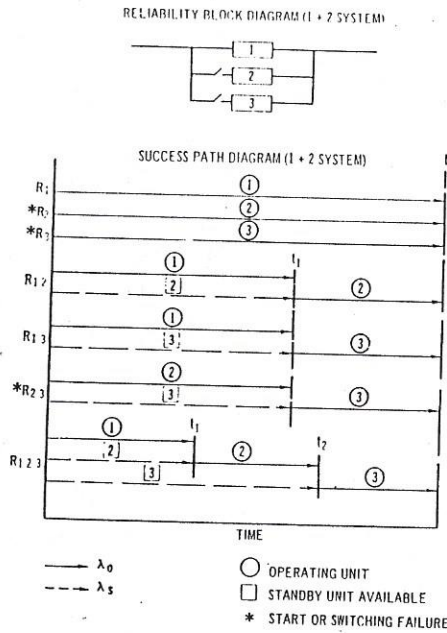 RELIABILITY BLOCK DIAGRAM (1 + 2 SYSTEM)
1
2
3
SUCCESS PATH DIAGRAM (1 + 2 SYSTEM)
R1 1
*R2 2
*R3 3
1 t1
R1 2 2 2
1
R1 3 3 3
2
*R2 3 3 3
1 t1 t2
R1 2 3 2 2
3 3
TIME
λo
λs
OPERATING UNIT
STANDBY UNIT AVAILABLE
* START OR SWITCHING FAILURE